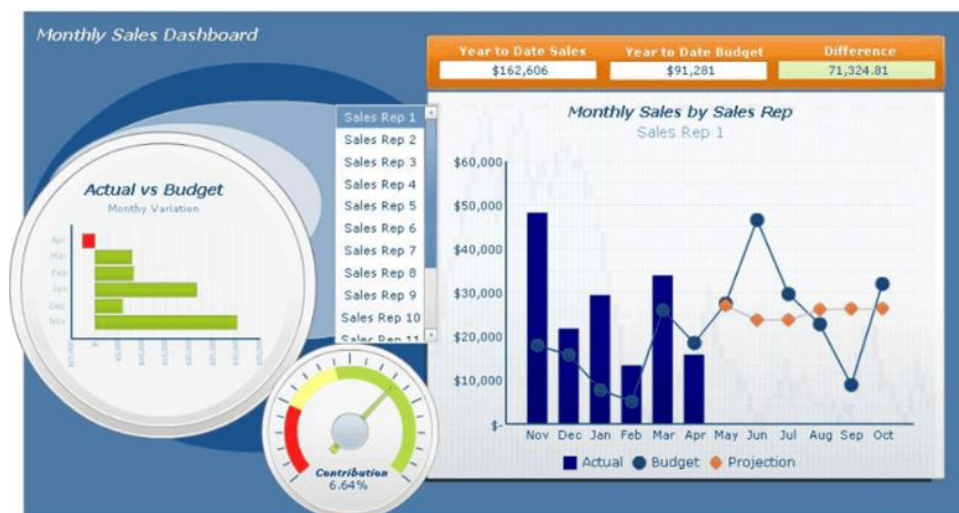 Monthly Sales Dashboard
Year to Date Sales Year to Date Budget Difference
$162,606 $91,281 71,324.81
Actual vs Budget
Monthy Variation
Apr
Mar
Feb
Jan
Dec
Nov
Sales Rep 1
Sales Rep 2
Sales Rep 3
Sales Rep 4
Sales Rep 5
Sales Rep 6
Sales Rep 7
Sales Rep 8
Sales Rep 9
Sales Rep 10
Sales Rep 11
Contribution
6.64%
Monthly Sales by Sales Rep
Sales Rep 1
$60,000
$50,000
$40,000
$30,000
$20,000
$10,000
$-
Nov Dec Jan Feb Mar Apr May Jun Jul Aug Sep Oct
Actual Budget Projection